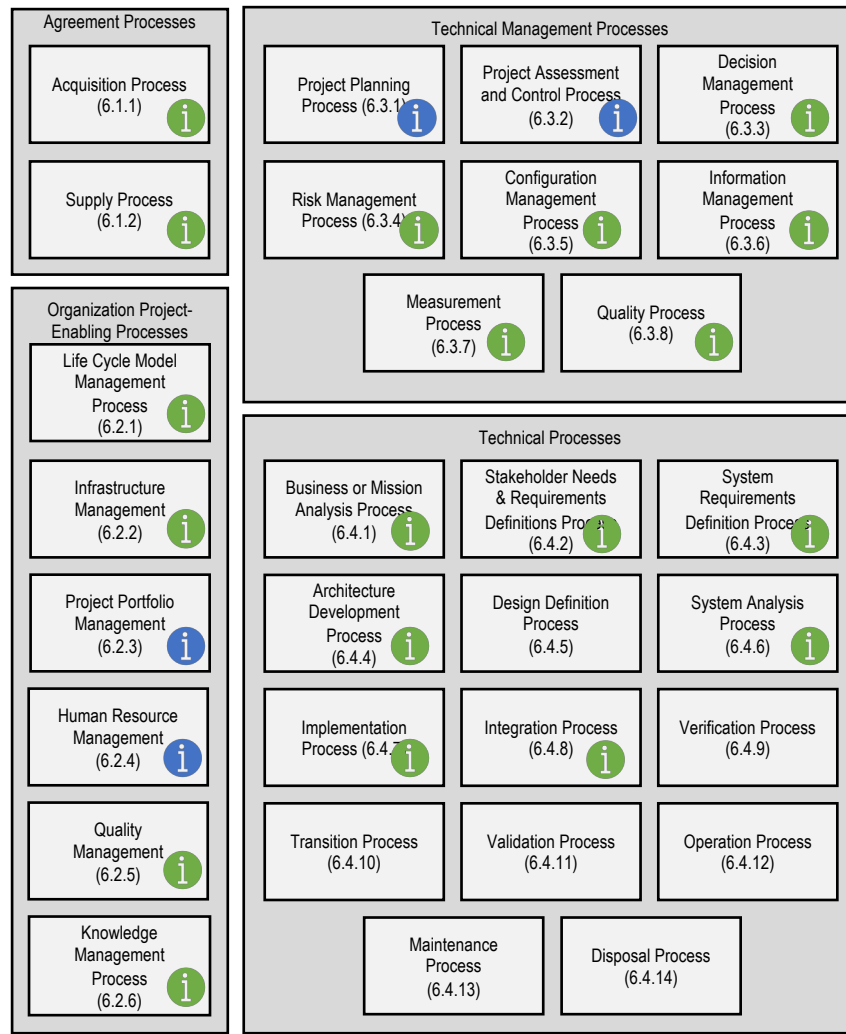 Agreement Processes
Acquisition Process
(6.1.1)
i
Supply Process
(6.1.2)
i
Organization Project-
Enabling Processes
Life Cycle Model
Management
Process
(6.2.1)
i
Infrastructure
Management
(6.2.2)
i
Project Portfolio
Management
(6.2.3)
i
Human Resource
Management
(6.2.4)
i
Quality
Management
(6.2.5)
i
Knowledge
Management
Process
(6.2.6)
i
Technical Management Processes
Project Planning
Process (6.3.1)
i
Project Assessment
and Control Process
(6.3.2)
i
Decision
Management
Process
(6.3.3)
i
Risk Management
Process (6.3.4)
i
Configuration
Management
Process
(6.3.5)
i
Information
Management
Process
(6.3.6)
i
Measurement
Process
(6.3.7)
i
Quality Process
(6.3.8)
i
Technical Processes
Business or Mission
Analysis Process
(6.4.1)
i
Stakeholder Needs
& Requirements
Definitions Process
(6.4.2)
i
System
Requirements
Definition Process
(6.4.3)
i
Architecture
Development
Process
(6.4.4)
i
Design Definition
Process
(6.4.5)
System Analysis
Process
(6.4.6)
i
Implementation
Process (6.4.7)
i
Integration Process
(6.4.8)
i
Verification Process
(6.4.9)
Transition Process
(6.4.10)
Validation Process
(6.4.11)
Operation Process
(6.4.12)
Maintenance
Process
(6.4.13)
Disposal Process
(6.4.14)